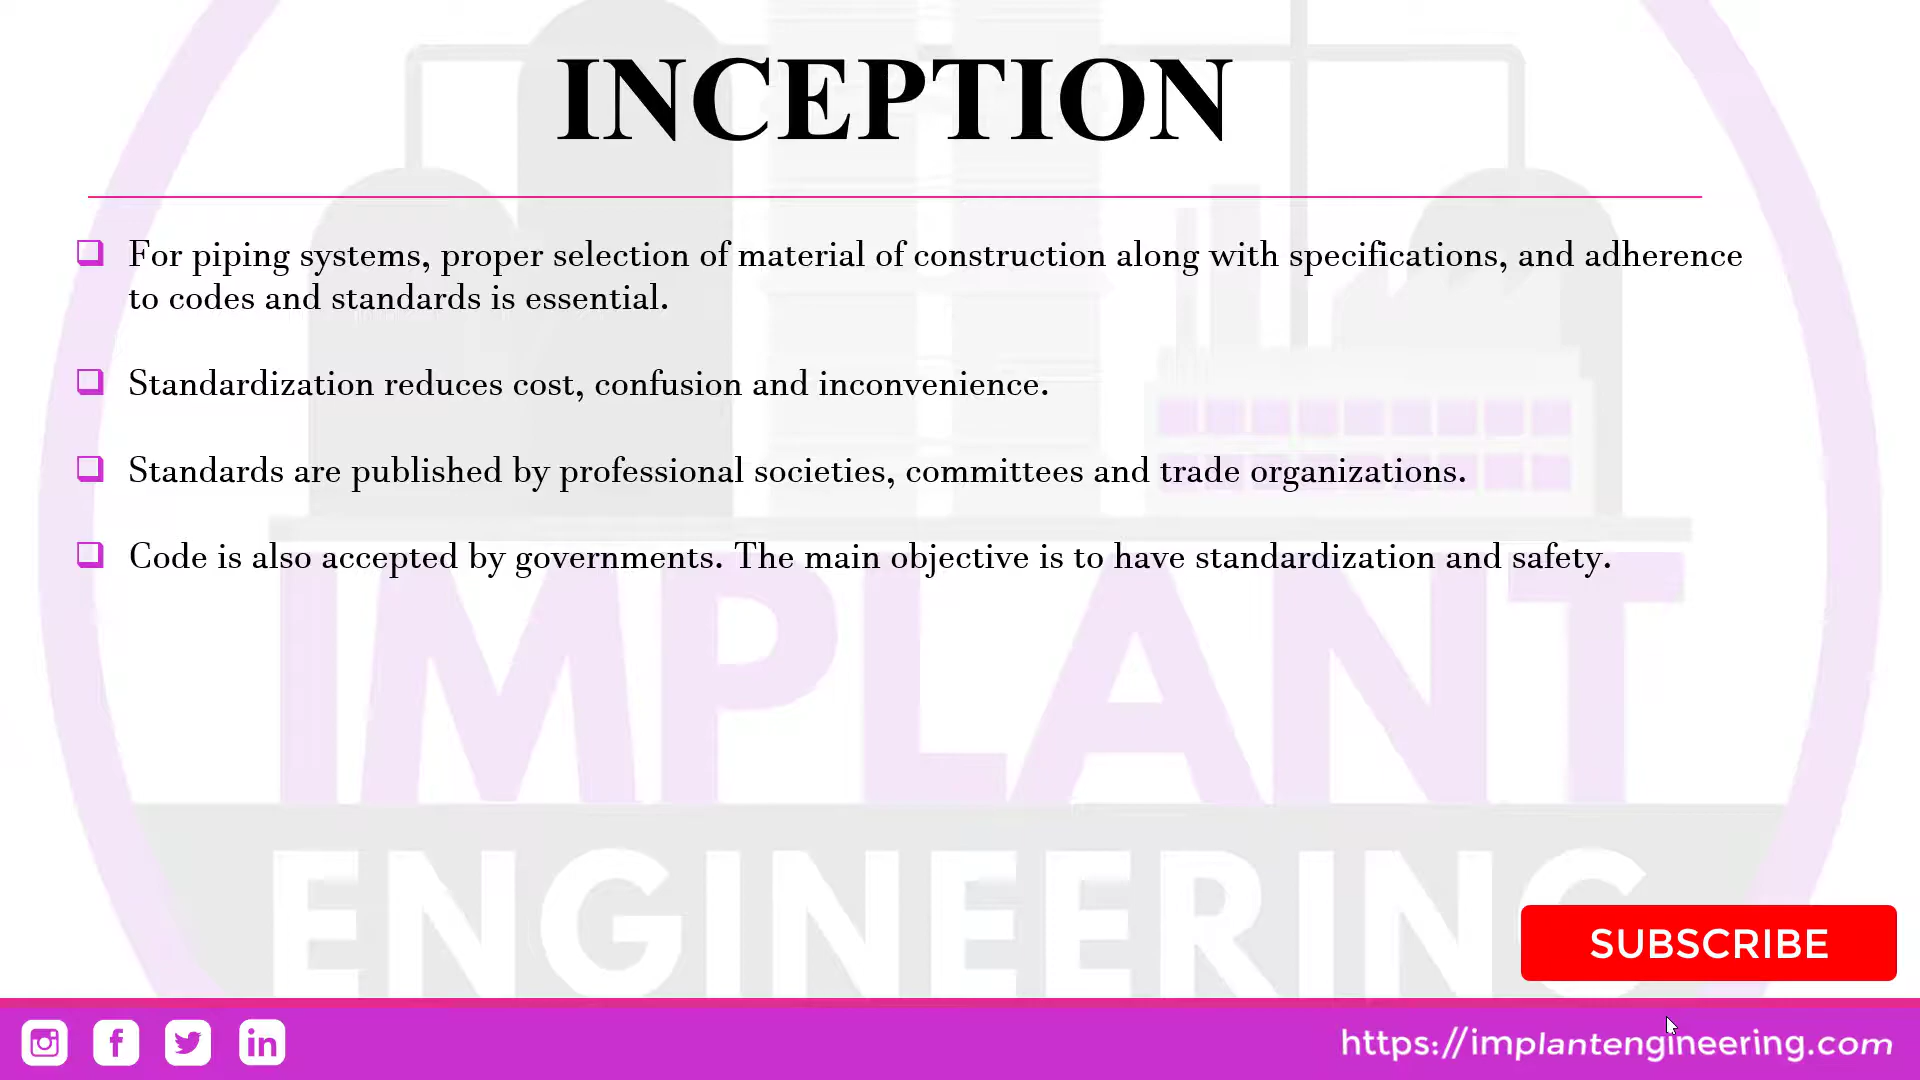 INCEPTION
For piping systems, proper selection of material of construction along with specifications, and adherence
to codes and standards is essential.
Standardization reduces cost, confusion and inconvenience.
Standards are published by professional societies, committees and trade organizations.
Code is also accepted by governments. The main objective is to have standardization and safety.
IMPLANT
ENGINEERING
SUBSCRIBE
https://implantengineering.com